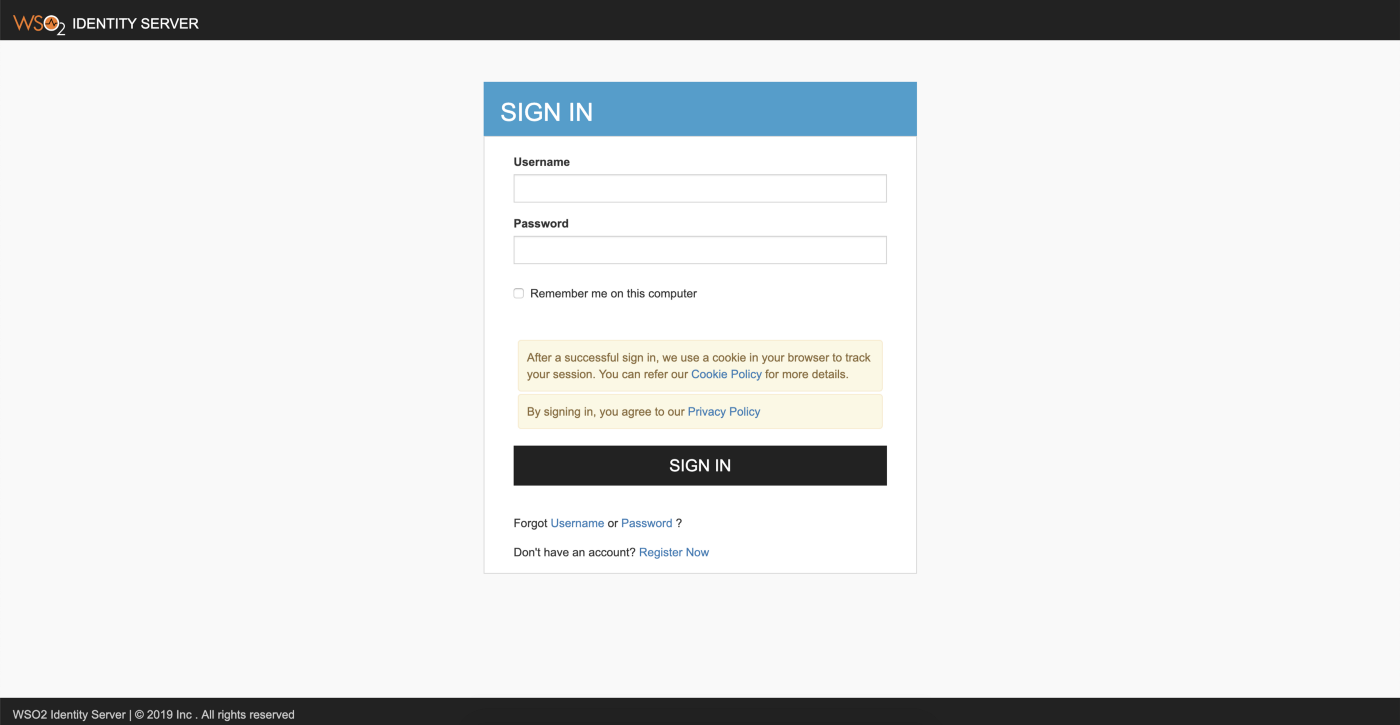 WSO2 IDENTITY SERVER
SIGN IN
Username
Password
Remember me on this computer
After a successful sign in, we use a cookie in your browser to track
your session. You can refer our Cookie Policy for more details.
By signing in, you agree to our Privacy Policy
SIGN IN
Forgot Username or Password ?
Don't have an account? Register Now
WSO2 Identity Server | © 2019 Inc . All rights reserved